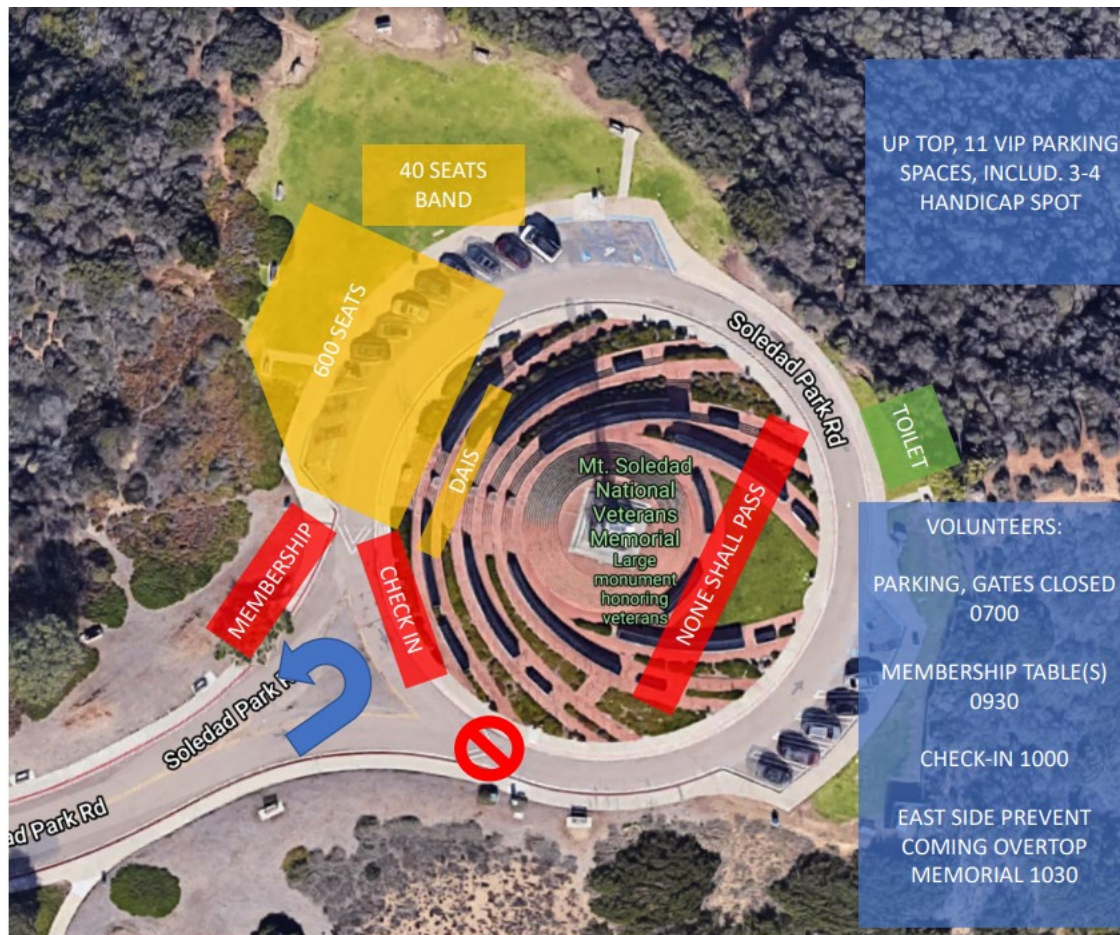 UP TOP, 11 VIP PARKING
SPACES, INCLUD. 3-4
HANDICAP SPOT
40 SEATS
BAND
600 SEATS
DAIS
Soledad Park Rd
TOILET
Mt. Soledad
National
Veterans
Memorial
Large
monument
honoring
veterans
NONE SHALL PASS
MEMBERSHIP
CHECK IN
Soledad Park R
ad Park Rd
VOLUNTEERS:
PARKING, GATES CLOSED
0700
MEMBERSHIP TABLE(S)
0930
CHECK-IN 1000
EAST SIDE PREVENT
COMING OVERTOP
MEMORIAL 1030